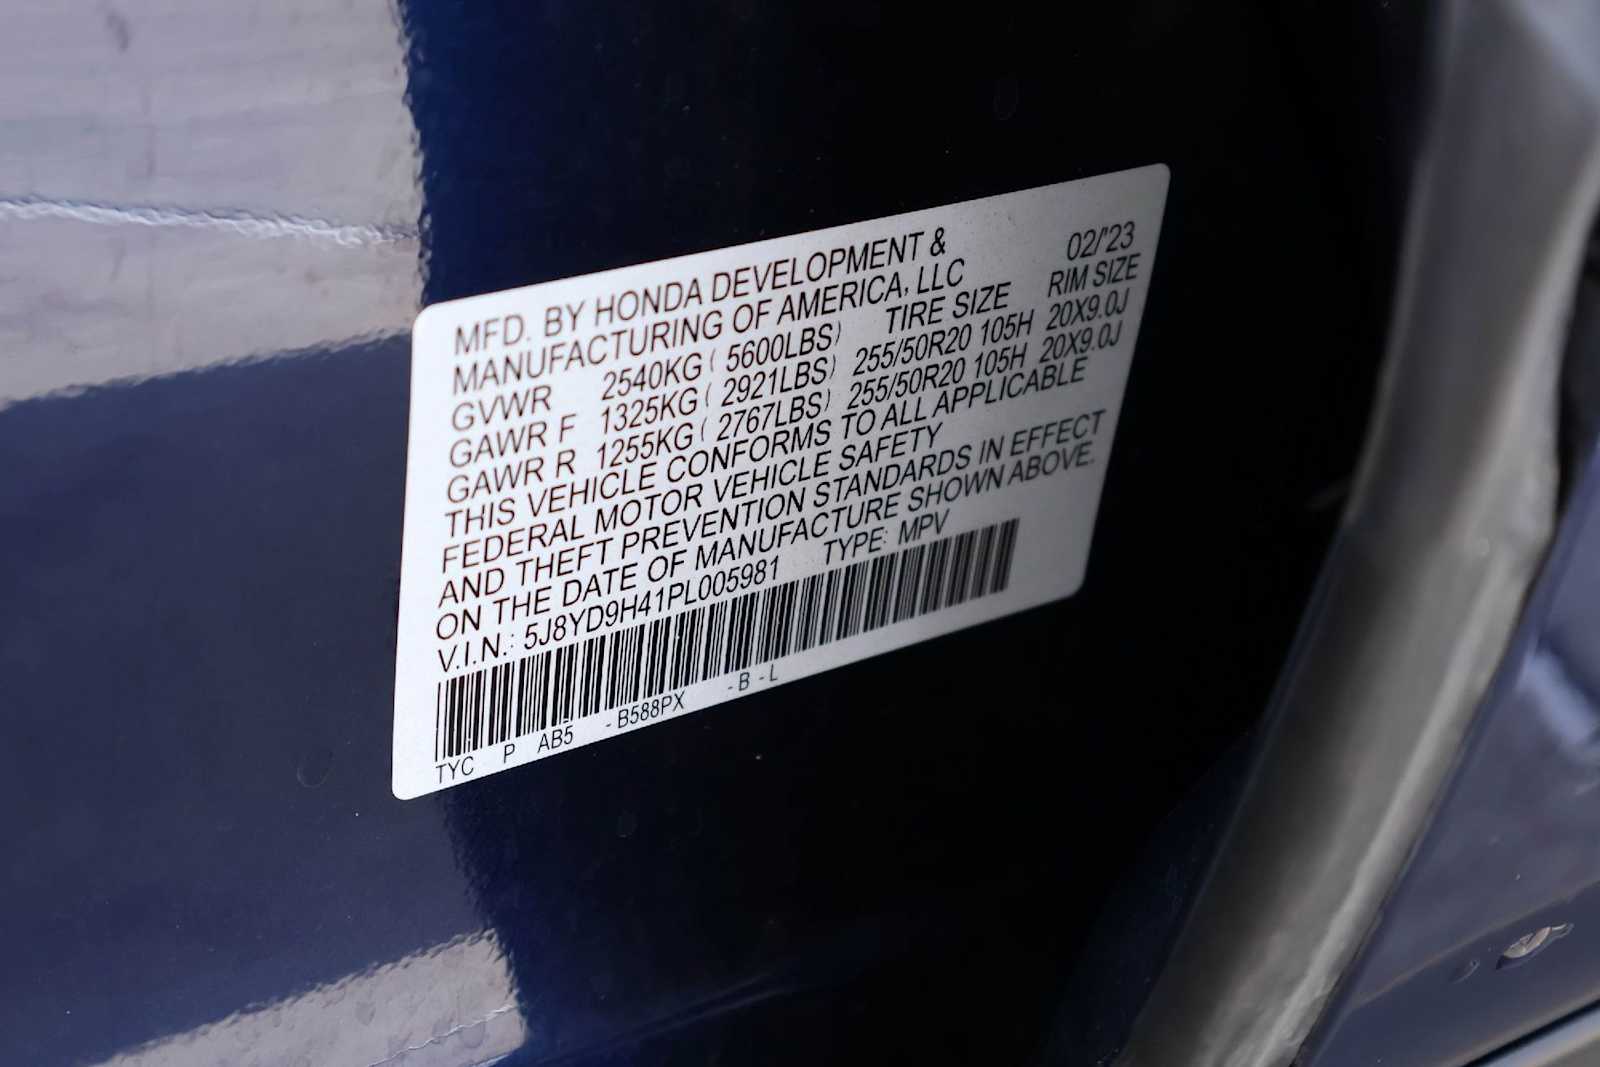 MFD. BY HONDA DEVELOPMENT & 02/'23
MANUFACTURING OF AMERICA, LLC
TIRE SIZE RIM SIZE
GVWR 2540KG ( 5600LBS)
GAWR F 1325KG ( 2921LBS) 255/50R20 105H 20X9.0J
GAWR R 1255KG ( 2767LBS) 255/50R20 105H 20X9.0J
THIS VEHICLE CONFORMS TO ALL APPLICABLE
FEDERAL MOTOR VEHICLE SAFETY
AND THEFT PREVENTION STANDARDS IN EFFECT
ON THE DATE OF MANUFACTURE SHOWN ABOVE.
V.I.N.: 5J8YD9H41PL005981 TYPE: MPV
TYC P AB5 -B588PX -B-L